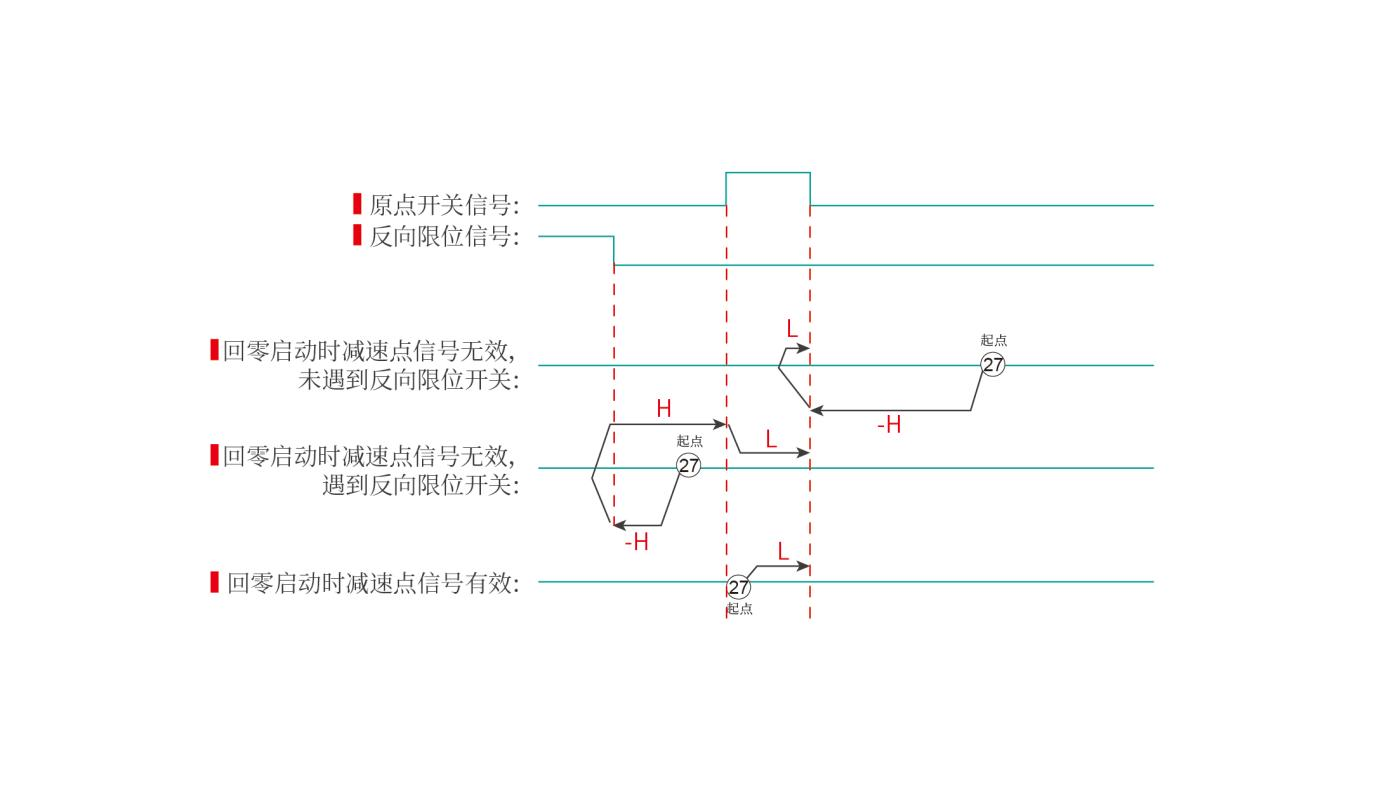 原点开关信号:
反向限位信号:
L
起点
回零启动时减速点信号无效,
27
未遇到反向限位开关:
H
-H
起点
L
回零启动时减速点信号无效,
27
遇到反向限位开关:
-H
L
回零启动时减速点信号有效:
27
起点